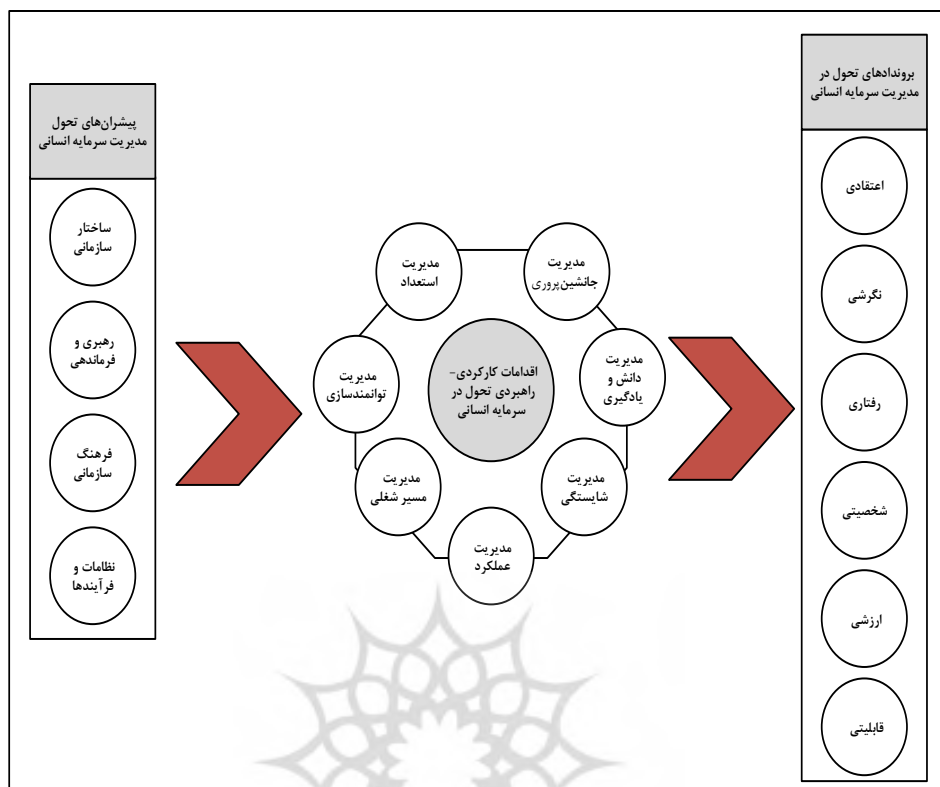 پیشران‌های تحول
مدیریت سرمایه انسانی
ساختار
سازمانی
رهبری و
فرماندهی
فرهنگ
سازمانی
نظامات و
فرآیندها
مدیریت
استعداد
مدیریت
جانشین‌پروری
مدیریت
توانمندسازی
اقدامات کارکردی-
راهبردی تحول در
سرمایه انسانی
مدیریت
دانش و
یادگیری
مدیریت
مسیر شغلی
مدیریت
شایستگی
مدیریت
عملکرد
بروندادهای تحول در
مدیریت سرمایه انسانی
اعتقادی
نگرشی
رفتاری
شخصیتی
ارزشی
قابلیتی